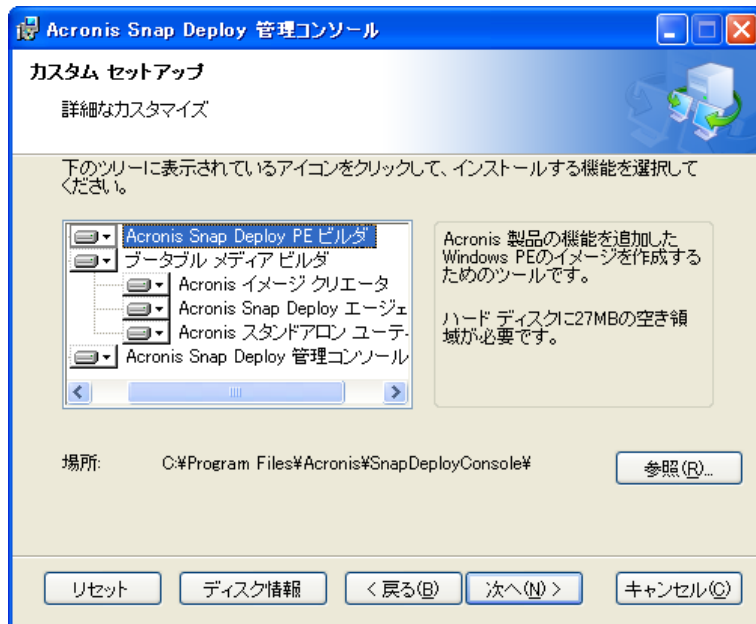 Acronis Snap Deploy 管理コンソール
カスタム セットアップ
詳細なカスタマイズ
下のツリーに表示されているアイコンをクリックして、インストールする機能を選択して
ください。
Acronis Snap Deploy PE ビルダ
ブータブル メディア ビルダ
Acronis イメージ クリエータ
Acronis Snap Deploy エージェ
Acronis スタンドアロン ユーテ
Acronis Snap Deploy 管理コンソール
Acronis 製品の機能を追加した
Windows PEのイメージを作成する
ためのツールです。
ハード ディスクに27MBの空き領
域が必要です。
場所: C:¥Program Files¥Acronis¥SnapDeployConsole¥
参照(R)...
リセット
ディスク情報
< 戻る(B)
次へ(N) >
キャンセル(C)